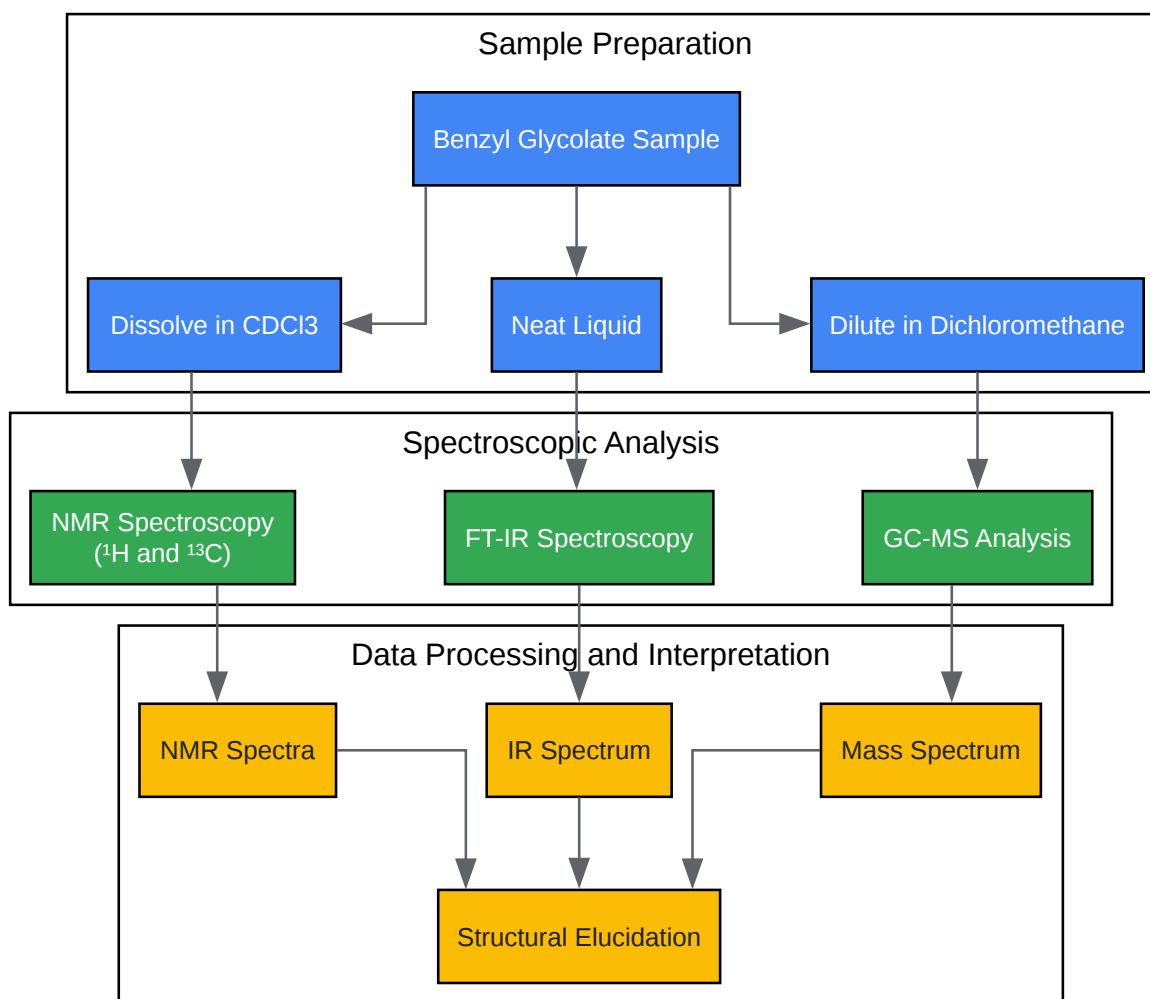 Sample Preparation
Benzyl Glycolate Sample
Dissolve in CDCl3
Neat Liquid
Dilute in Dichloromethane
Spectroscopic Analysis
NMR Spectroscopy
(¹H and ¹³C)
FT-IR Spectroscopy
GC-MS Analysis
Data Processing and Interpretation
NMR Spectra
IR Spectrum
Mass Spectrum
Structural Elucidation